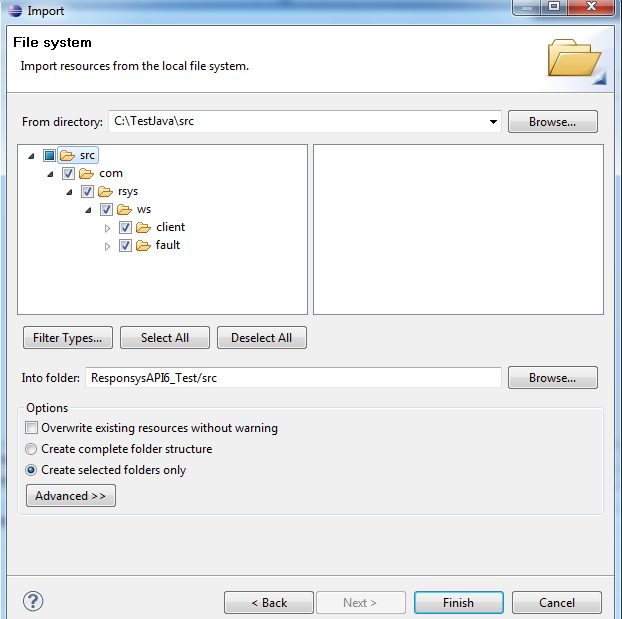 Import
File system
Import resources from the local file system.
From directory: C:\TestJava\src Browse...
src
com
rsys
ws
client
fault
Filter Types... Select All Deselect All
Into folder: ResponsysAPI6_Test/src Browse...
Options
Overwrite existing resources without warning
Create complete folder structure
Create selected folders only
Advanced >>
? < Back Next > Finish Cancel